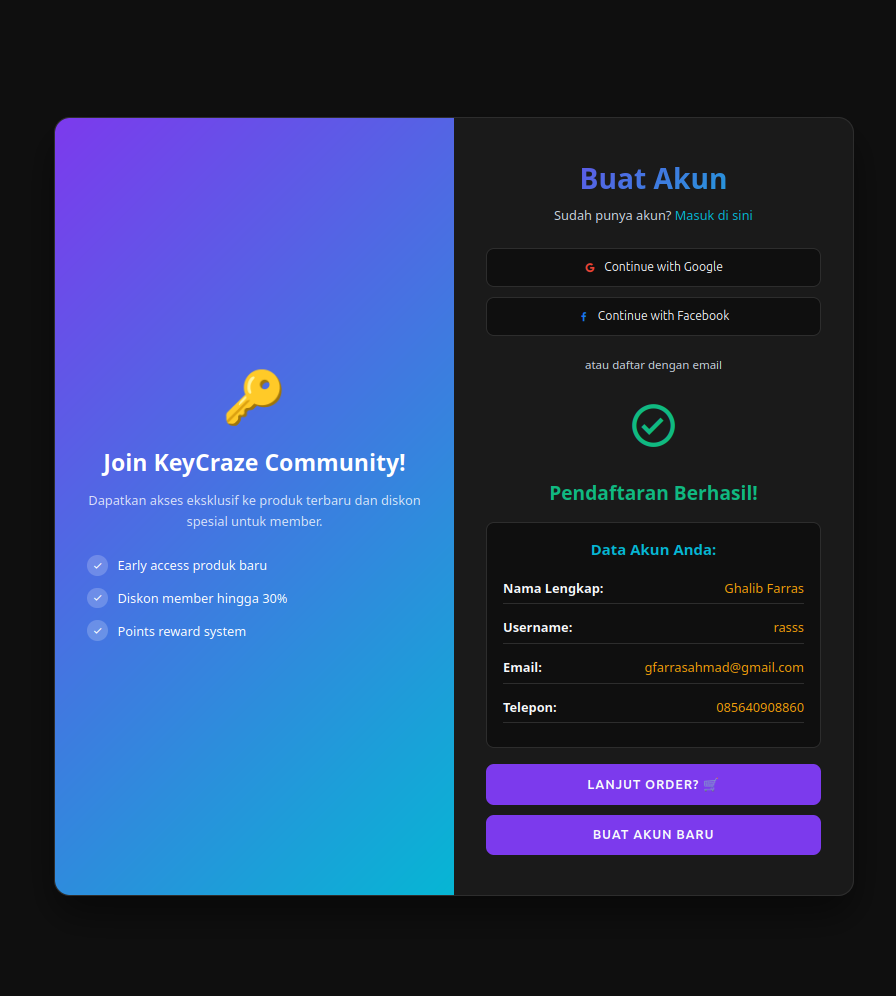 Join KeyCraze Community!
Dapatkan akses eksklusif ke produk terbaru dan diskon
spesial untuk member.
Early access produk baru
Diskon member hingga 30%
Points reward system
Buat Akun
Sudah punya akun? Masuk di sini
Continue with Google
Continue with Facebook
atau daftar dengan email
Pendaftaran Berhasil!
Data Akun Anda:
Nama Lengkap: Ghalib Farras
Username: rasss
Email: gfarrasahmad@gmail.com
Telepon: 085640908860
LANJUT ORDER? 🛒
BUAT AKUN BARU